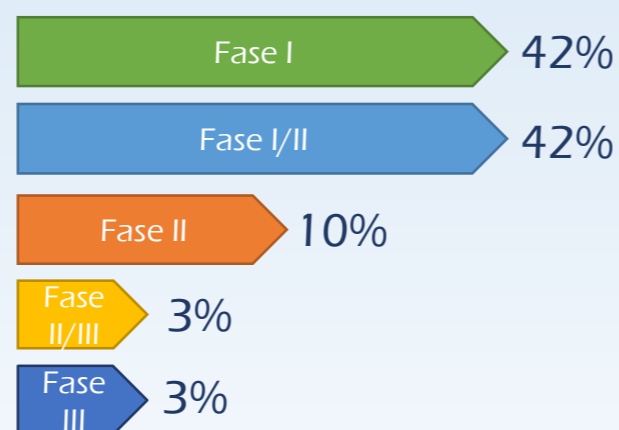 Fase I 42%
Fase I/II 42%
Fase II 10%
Fase
II/III 3%
Fase
III 3%